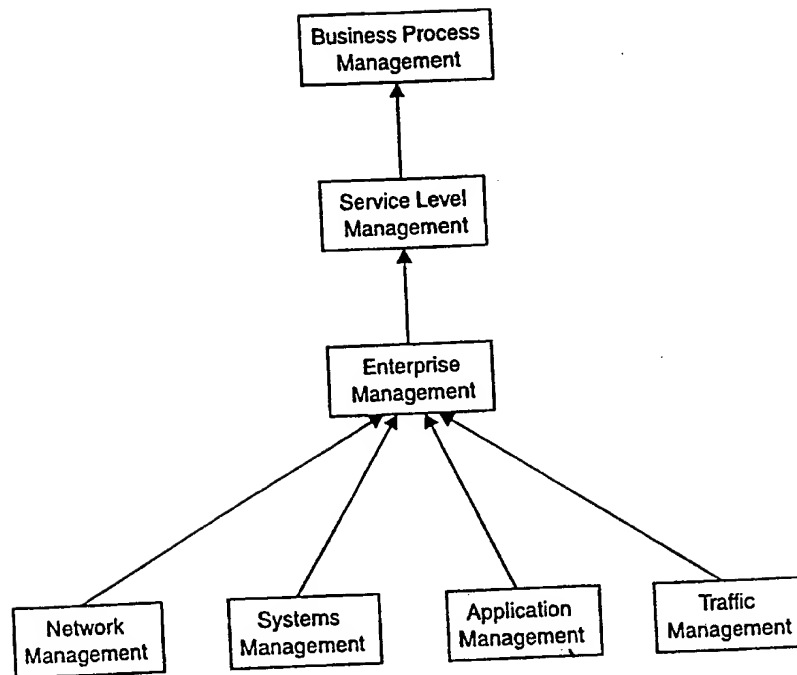 Business Process
Management
Service Level
Management
Enterprise
Management
Network
Management
Systems
Management
Application
Management
Traffic
Management